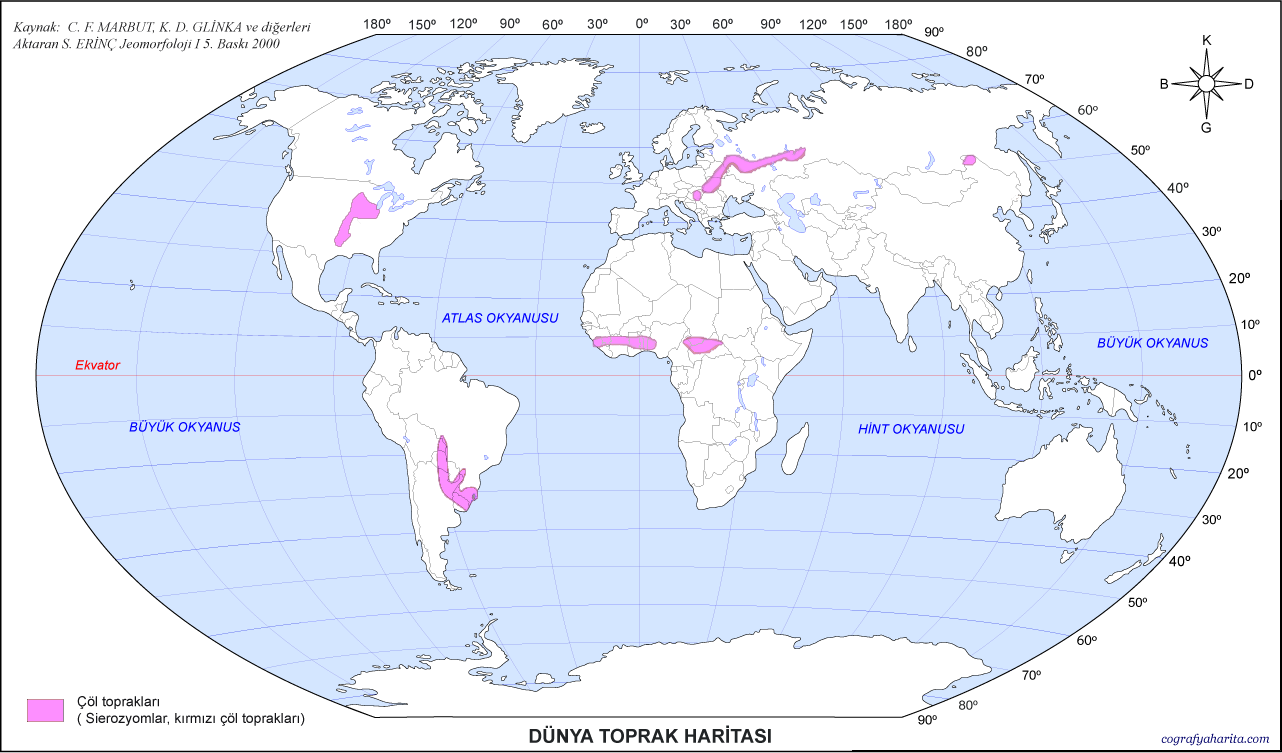 Kaynak: C. F. MARBUT, K. D. GLİNKA ve diğerleri
Aktaran S. ERİNÇ Jeomorfoloji I 5. Baskı 2000
180º 150º 120º 90º 60º 30º 0º 30º 60º 90º 120º 150º 180º
90º
80º
70º
60º
50º
40º
30º
20º
10º
0º
10º
20º
30º
40º
50º
60º
70º
80º
90º
K
B D
G
ATLAS OKYANUSU
BÜYÜK OKYANUS
Ekvator
BÜYÜK OKYANUS
HİNT OKYANUSU
Çöl toprakları
( Sierozyomlar, kırmızı çöl toprakları)
DÜNYA TOPRAK HARİTASI
cografyaharita.com